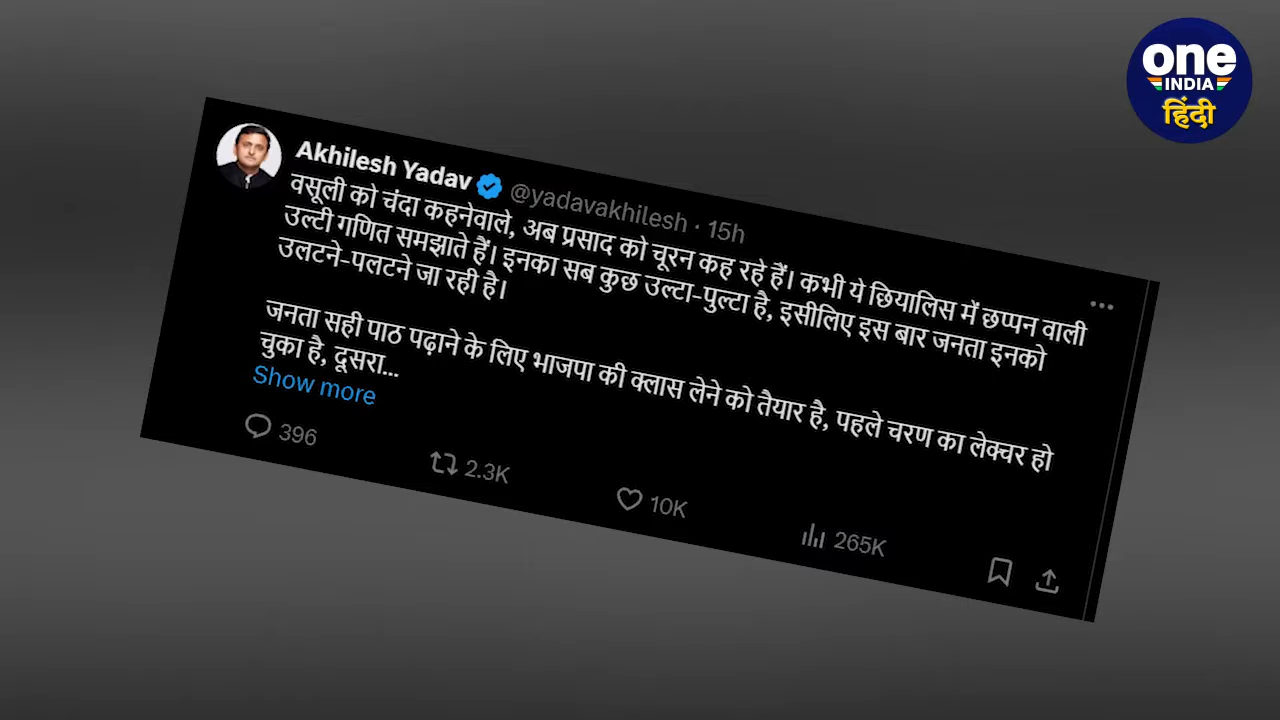 one
INDIA
हिंदी
Akhilesh Yadav @yadavakhilesh · 15h
वसूली को चंदा कहनेवाले, अब प्रसाद को चूरन कह रहे हैं। कभी ये छियालिस में छप्पन वाली
उल्टी गणित समझाते हैं। इनका सब कुछ उल्टा-पुल्टा है, इसीलिए इस बार जनता इनको
उलटने-पलटने जा रही है।
जनता सही पाठ पढ़ाने के लिए भाजपा की क्लास लेने को तैयार है, पहले चरण का लेक्चर हो
चुका है, दूसरा...
Show more
396 2.3K 10K 265K